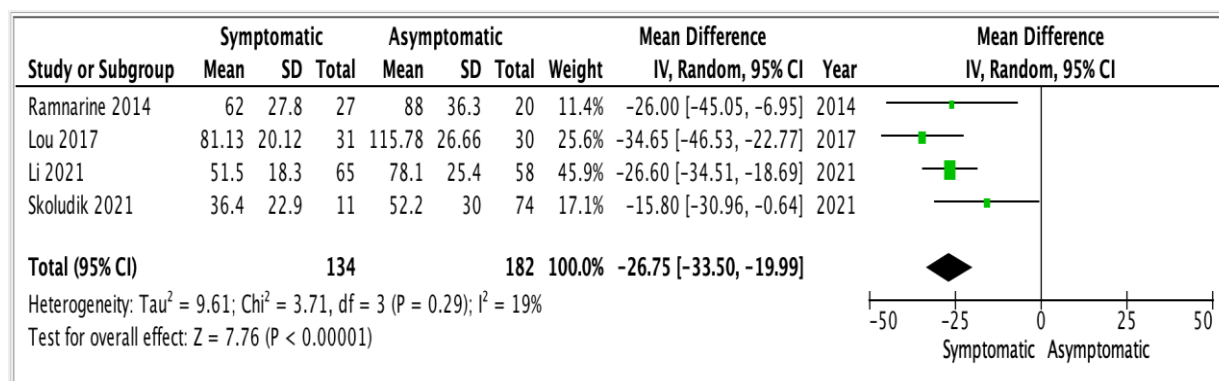 Symptomatic Asymptomatic Mean Difference Mean Difference
Study or Subgroup Mean SD Total Mean SD Total Weight IV, Random, 95% CI Year IV, Random, 95% CI
Ramnarine 2014 62 27.8 27 88 36.3 20 11.4% −26.00 [−45.05, −6.95] 2014
Lou 2017 81.13 20.12 31 115.78 26.66 30 25.6% −34.65 [−46.53, −22.77] 2017
Li 2021 51.5 18.3 65 78.1 25.4 58 45.9% −26.60 [−34.51, −18.69] 2021
Skoludik 2021 36.4 22.9 11 52.2 30 74 17.1% −15.80 [−30.96, −0.64] 2021
Total (95% CI) 134 182 100.0% −26.75 [−33.50, −19.99]
Heterogeneity: Tau² = 9.61; Chi² = 3.71, df = 3 (P = 0.29); I² = 19%
Test for overall effect: Z = 7.76 (P < 0.00001)
−50 −25 0 25 50
Symptomatic Asymptomatic